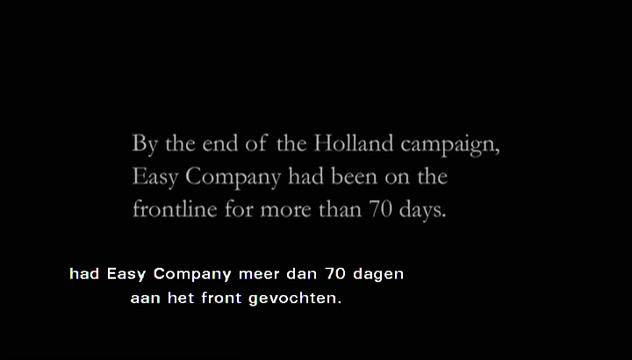 By the end of the Holland campaign,
Easy Company had been on the
frontline for more than 70 days.
had Easy Company meer dan 70 dagen
aan het front gevochten.